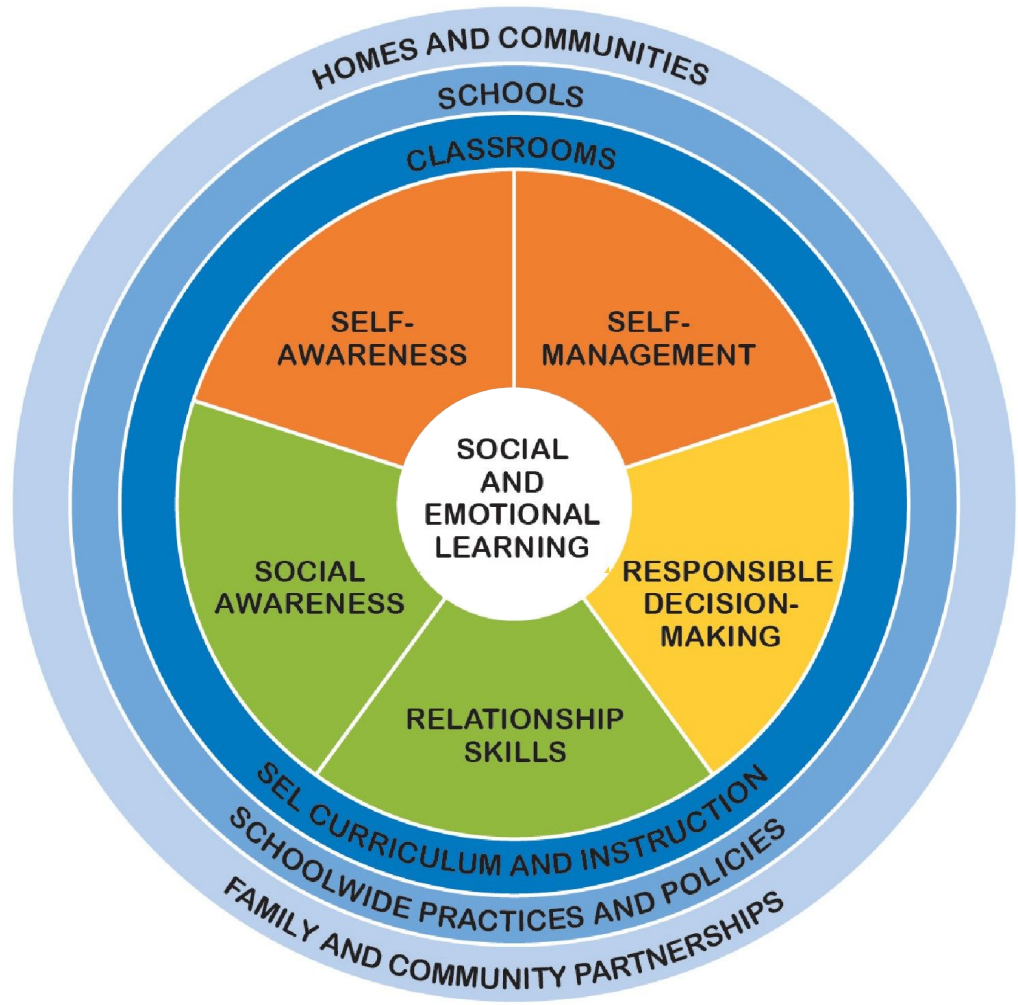 HOMES AND COMMUNITIES
SCHOOLS
CLASSROOMS
SELF-
AWARENESS
SELF-
MANAGEMENT
SOCIAL
AND
EMOTIONAL
LEARNING
SOCIAL
AWARENESS
RESPONSIBLE
DECISION-
MAKING
RELATIONSHIP
SKILLS
SEL CURRICULUM AND INSTRUCTION
SCHOOLWIDE PRACTICES AND POLICIES
FAMILY AND COMMUNITY PARTNERSHIPS